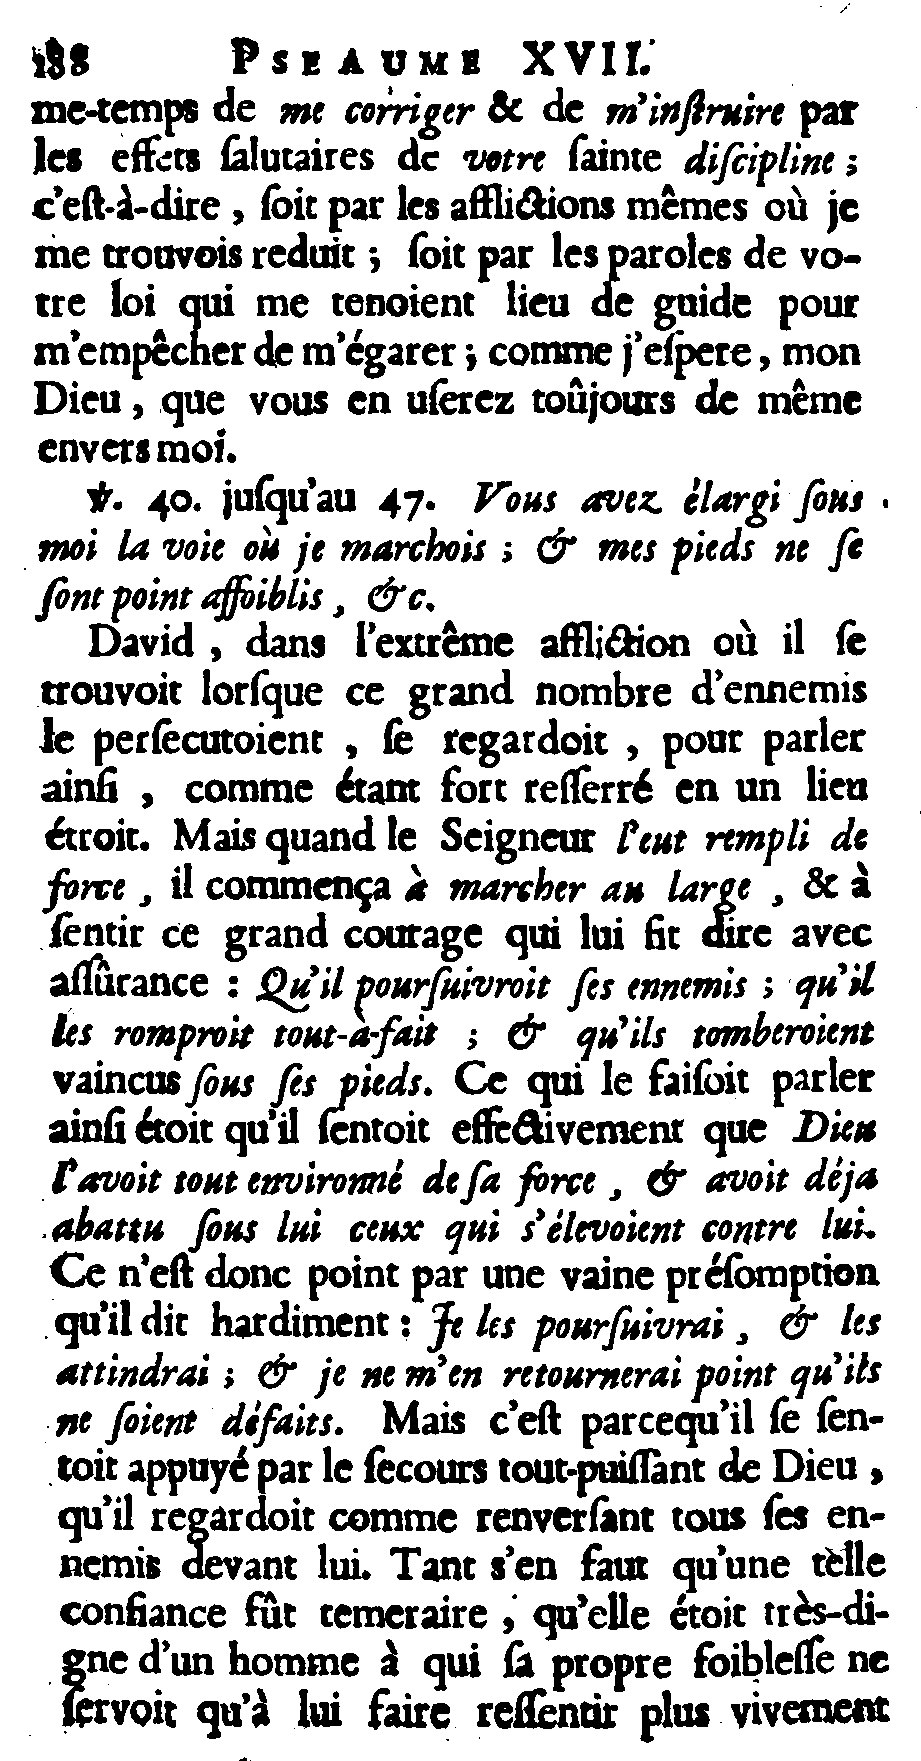 188 PSEAUME XVII.
me-temps de me corriger & de m'inſtruire par
les effets ſalutaires de votre ſainte diſcipline ;
c'eſt-à-dire , ſoit par les afflictions mêmes où je
me trouvois reduit ; ſoit par les paroles de vo-
tre loi qui me tenoient lieu de guide pour
m'empêcher de m'égarer ; comme j'eſpere , mon
Dieu , que vous en uſerez toûjours de même
envers moi.
℣. 40. juſqu'au 47. Vous avez élargi ſous
moi la voie où je marchois ; & mes pieds ne ſe
ſont point affoiblis , &c.
David , dans l'extrême affliction où il ſe
trouvoit lorſque ce grand nombre d'ennemis
le perſecutoient , ſe regardoit , pour parler
ainſi , comme étant fort reſſerré en un lieu
étroit. Mais quand le Seigneur l'eut rempli de
force , il commença à marcher au large , & à
ſentir ce grand courage qui lui fit dire avec
aſſûrance : Qu'il pourſuivroit ſes ennemis ; qu'il
les romproit tout-à-fait ; & qu'ils tomberoient
vaincus ſous ſes pieds. Ce qui le faiſoit parler
ainſi étoit qu'il ſentoit effectivement que Dieu
l'avoit tout environné de ſa force , & avoit déja
abattu ſous lui ceux qui s'élevoient contre lui.
Ce n'eſt donc point par une vaine préſomption
qu'il dit hardiment : Je les pourſuivrai , & les
attindrai ; & je ne m'en retournerai point qu'ils
ne ſoient défaits. Mais c'eſt parcequ'il ſe ſen-
toit appuyé par le ſecours tout-puiſſant de Dieu ,
qu'il regardoit comme renverſant tous ſes en-
nemis devant lui. Tant s'en faut qu'une telle
confiance fût temeraire , qu'elle étoit très-di-
gne d'un homme à qui ſa propre foibleſſe ne
ſervoit qu'à lui faire reſſentir plus vivement